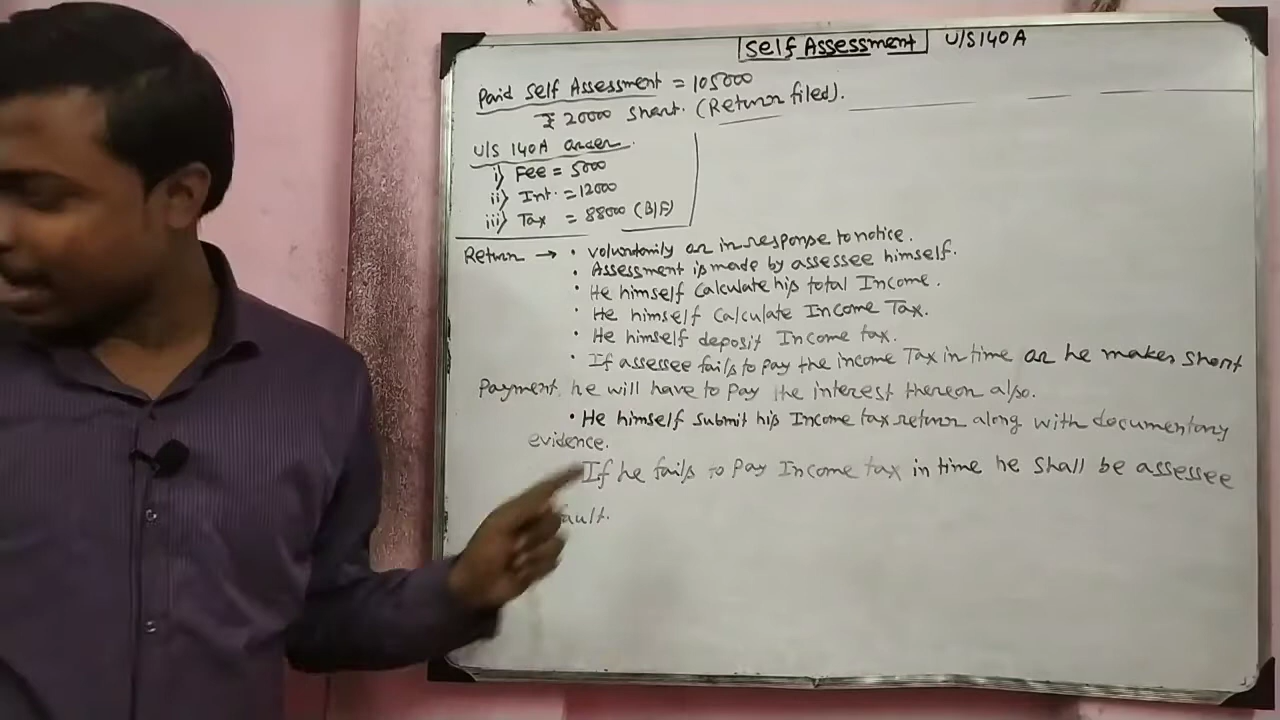 Self Assessment U/S 140A
Paid Self Assessment = 105000
₹ 20000 Short. (Return filed).
U/S 140A order
i) Fee = 5000
ii) Int. = 12000
iii) Tax = 88000 (B/F)
Return → • voluntarily or in response to notice.
• Assessment is made by assessee himself.
• He himself calculate his total Income.
• He himself calculate Income Tax.
• He himself deposit Income tax.
• If assessee fails to pay the income Tax in time or he makes short
Payment he will have to pay the interest thereon also.
• He himself submit his Income tax return along with documentary
evidence.
If he fails to pay Income tax in time he shall be assessee
ault.